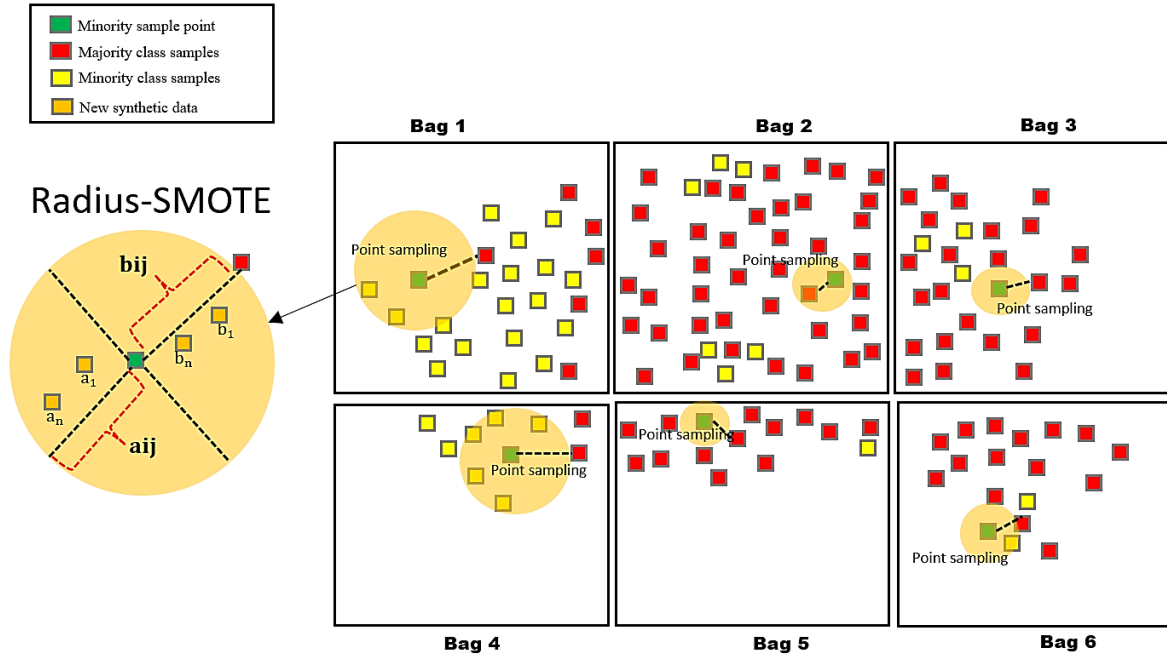 Minority sample point
Majority class samples
Minority class samples
New synthetic data
Radius-SMOTE
bij
b1
bn
a1
an
aij
Bag 1
Bag 2
Bag 3
Point sampling
Point sampling
Point sampling
Point sampling
Point sampling
Point sampling
Bag 4
Bag 5
Bag 6